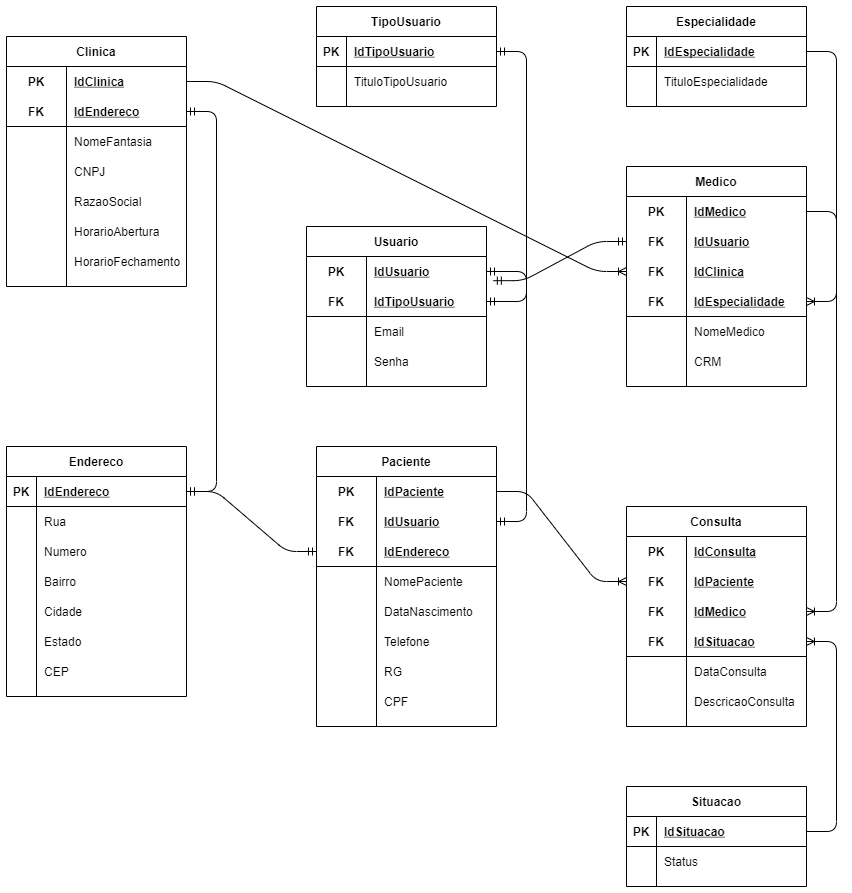 Clinica
PK IdClinica
FK IdEndereco
NomeFantasia
CNPJ
RazaoSocial
HorarioAbertura
HorarioFechamento
TipoUsuario
PK IdTipoUsuario
TituloTipoUsuario
Especialidade
PK IdEspecialidade
TituloEspecialidade
Usuario
PK IdUsuario
FK IdTipoUsuario
Email
Senha
Medico
PK IdMedico
FK IdUsuario
FK IdClinica
FK IdEspecialidade
NomeMedico
CRM
Endereco
PK IdEndereco
Rua
Numero
Bairro
Cidade
Estado
CEP
Paciente
PK IdPaciente
FK IdUsuario
FK IdEndereco
NomePaciente
DataNascimento
Telefone
RG
CPF
Consulta
PK IdConsulta
FK IdPaciente
FK IdMedico
FK IdSituacao
DataConsulta
DescricaoConsulta
Situacao
PK IdSituacao
Status